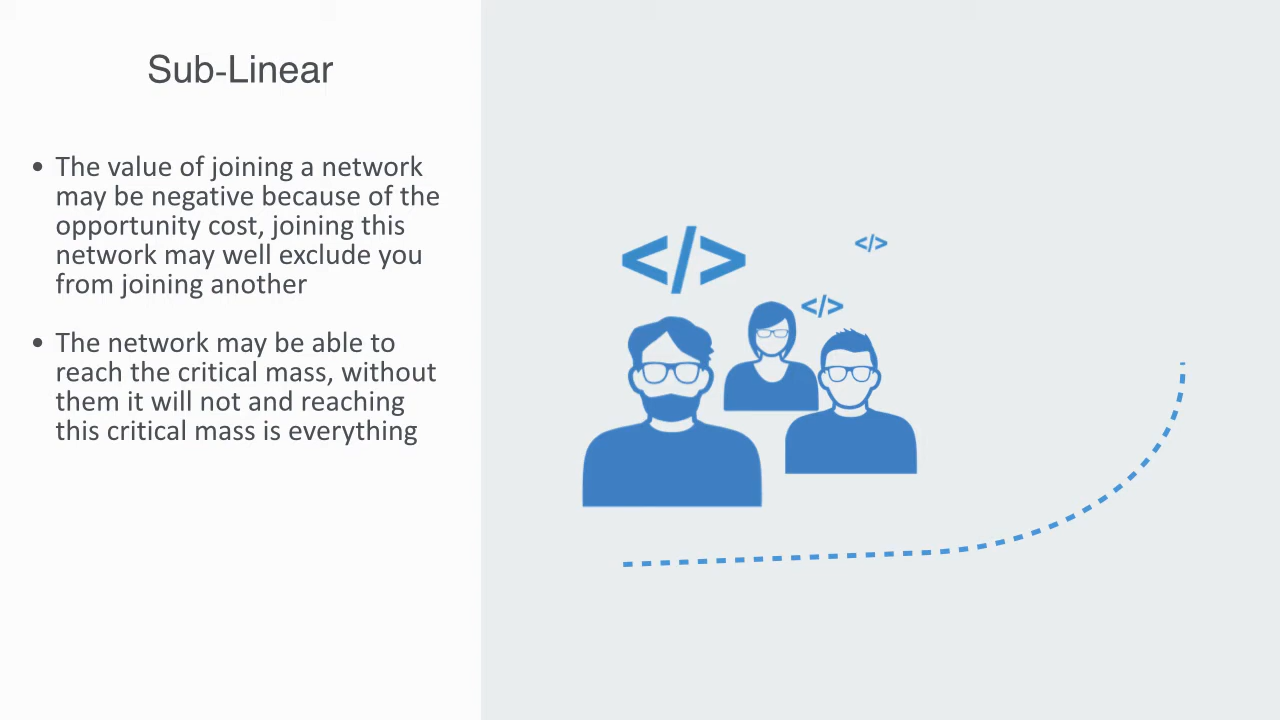 Sub-Linear
• The value of joining a network
may be negative because of the
opportunity cost, joining this
network may well exclude you
from joining another
• The network may be able to
reach the critical mass, without
them it will not and reaching
this critical mass is everything
</>
</>
</>